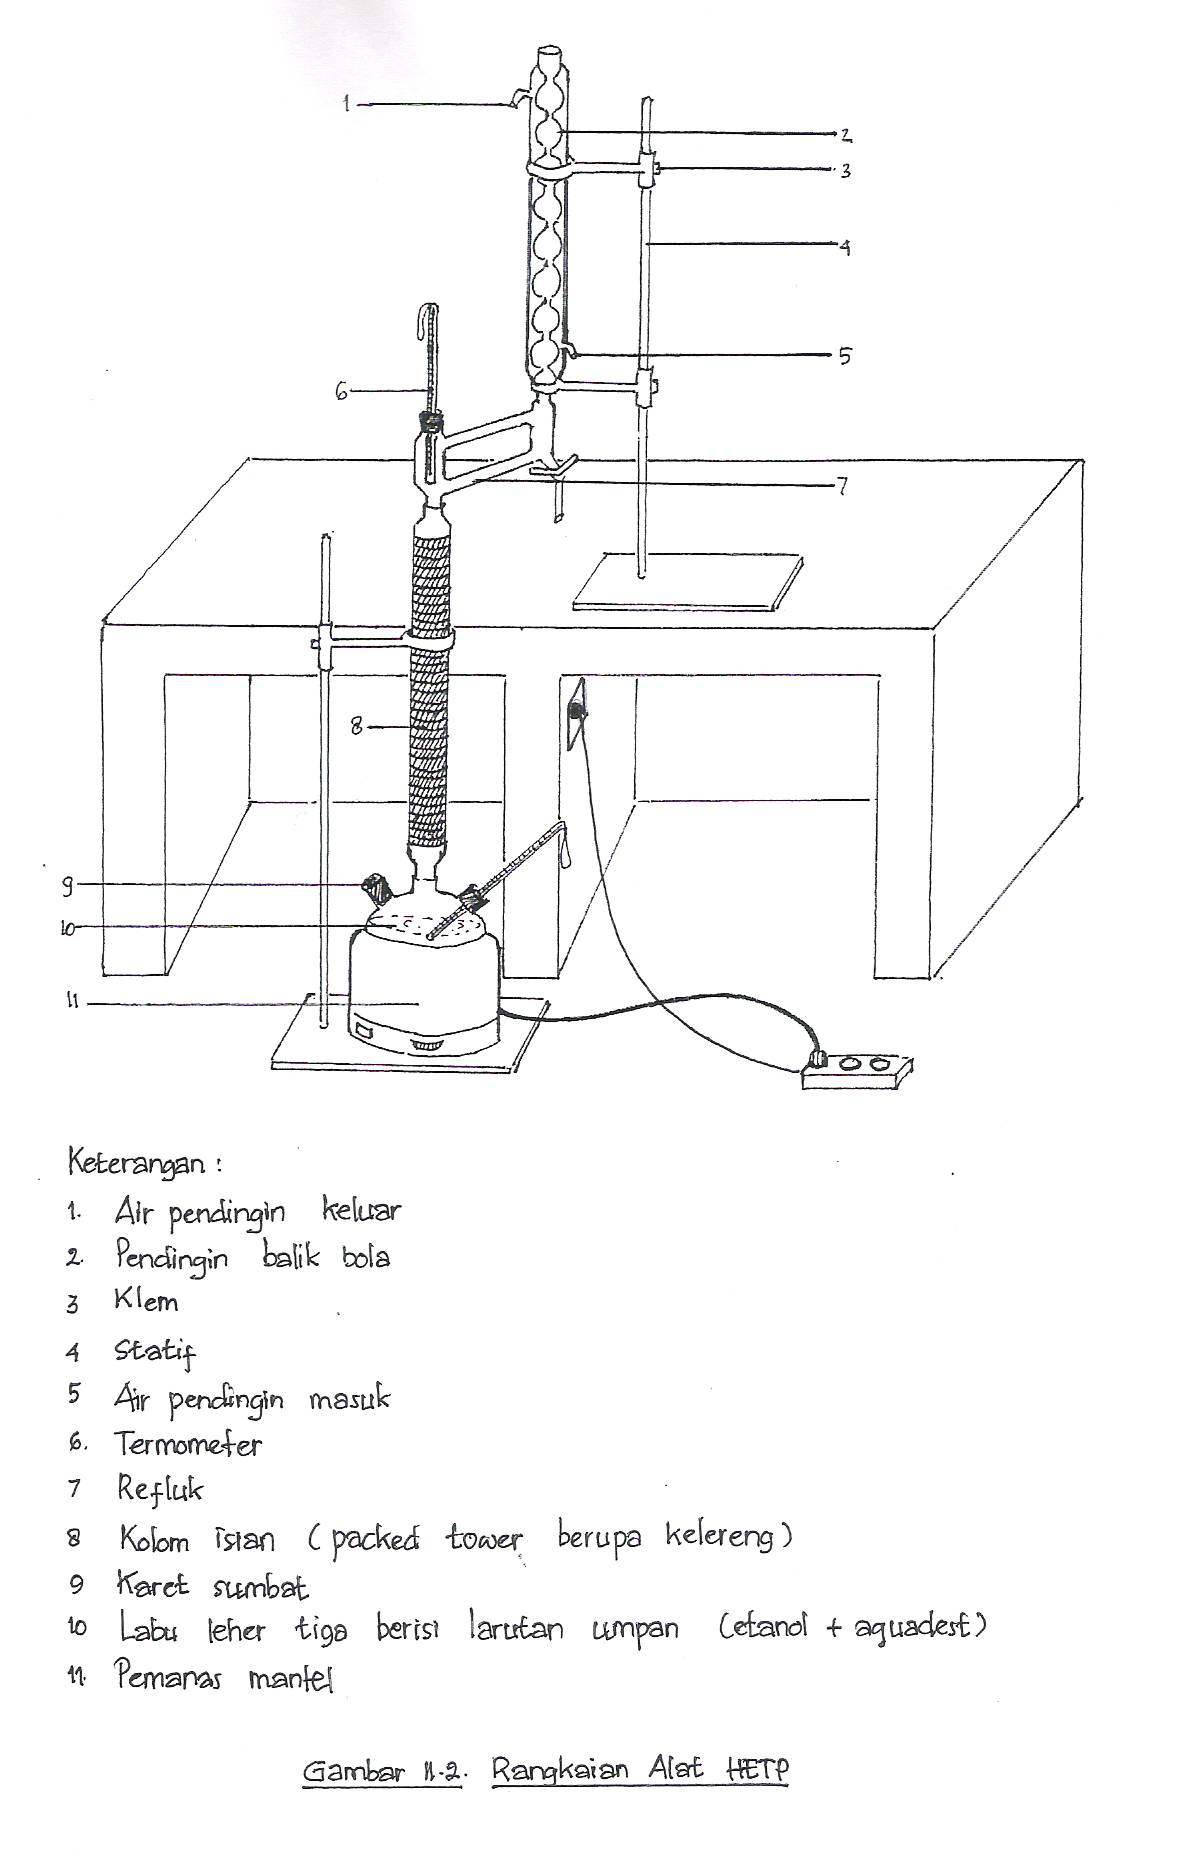 1
2
3
4
5
6
7
8
9
10
11
Keterangan :
1. Air pendingin keluar
2. Pendingin balik bola
3 Klem
4 Statif
5 Air pendingin masuk
6. Termometer
7 Refluk
8 Kolom isian (packed tower berupa kelereng)
9 Karet sumbat
10 Labu leher tiga berisi larutan umpan (etanol + aquadest)
11. Pemanas mantel
Gambar II.2. Rangkaian Alat HETP